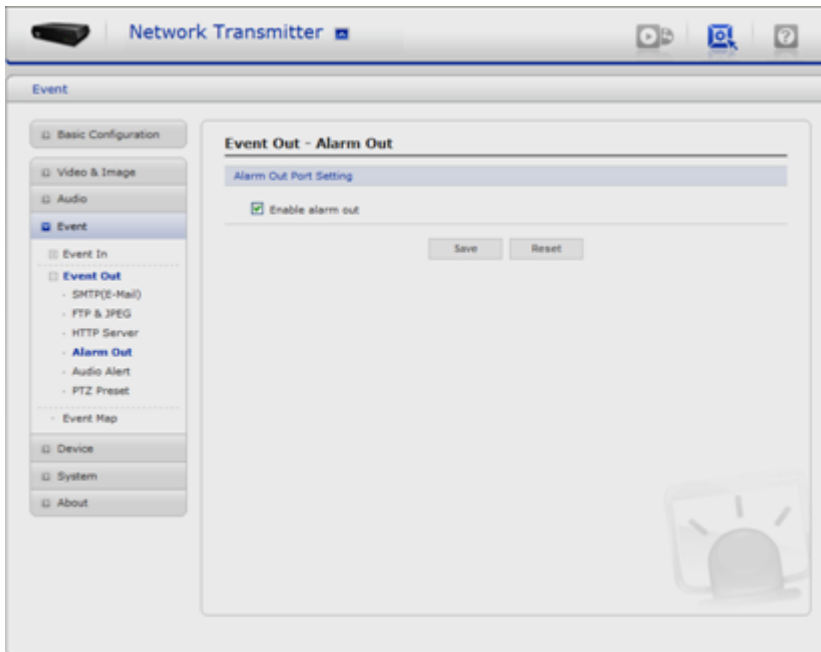 Network Transmitter
Event
Basic Configuration
Video & Image
Audio
Event
Event In
Event Out
SMTP(E-Mail)
FTP & JPEG
HTTP Server
Alarm Out
Audio Alert
PTZ Preset
Event Map
Device
System
About
Event Out - Alarm Out
Alarm Out Port Setting
Enable alarm out
Save Reset